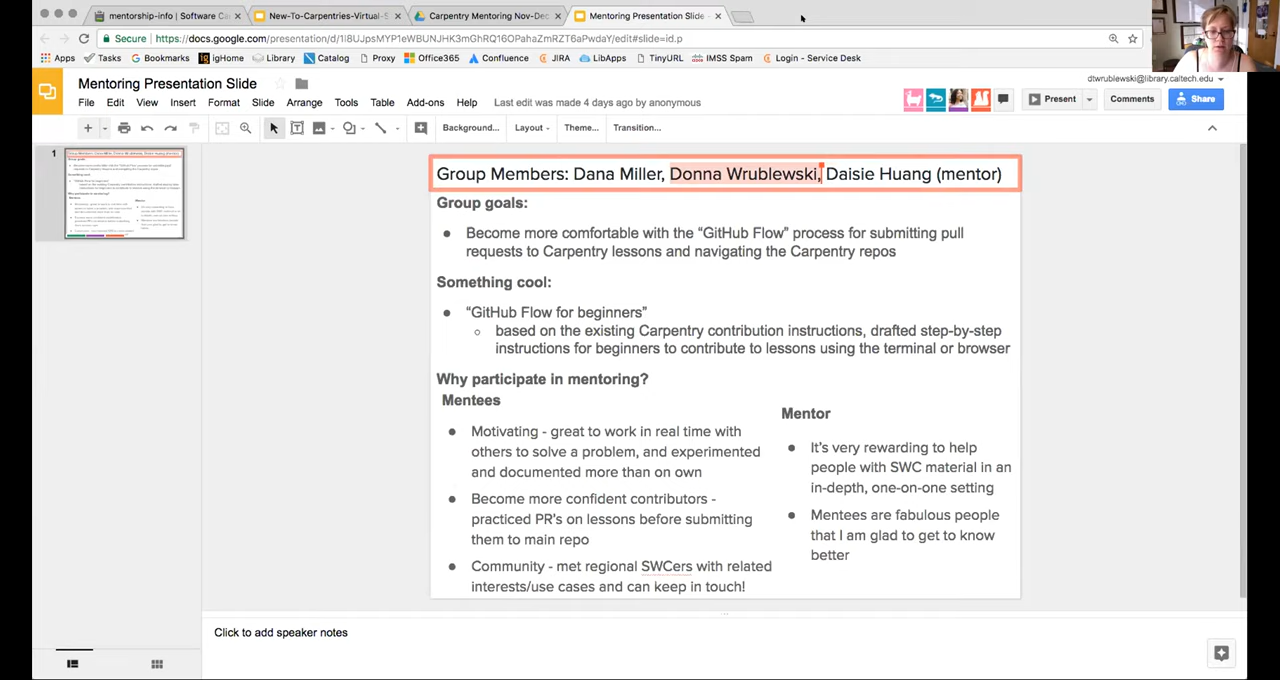 mentorship-info | Software Ca
New-To-Carpentries-Virtual-S
Carpentry Mentoring Nov-Dec
Mentoring Presentation Slide -
Secure
https://docs.google.com/presentation/d/1i8UJpsMYP1eWBUNJHK3mGhRQ16QPahaZmRZT6aPwdaY/edit#slide=id.p
Apps
Tasks
Bookmarks
igHome
Library
Catalog
Proxy
Office365
Confluence
JIRA
LibApps
TinyURL
IMSS Spam
Login - Service Desk
dtwrublewski@library.caltech.edu
Mentoring Presentation Slide
File Edit View Insert Format Slide Arrange Tools Table Add-ons Help
Last edit was made 4 days ago by anonymous
Present
Comments
Share
Background...
Layout
Theme...
Transition...
1
Group Members: Dana Miller, Donna Wrublewski, Daisie Huang (mentor)
Group goals:
● Become more comfortable with the “GitHub Flow” process for submitting pull
requests to Carpentry lessons and navigating the Carpentry repos
Something cool:
● “GitHub Flow for beginners”
○ based on the existing Carpentry contribution instructions, drafted step-by-step
instructions for beginners to contribute to lessons using the terminal or browser
Why participate in mentoring?
Mentees
● Motivating - great to work in real time with
others to solve a problem, and experimented
and documented more than on own
● Become more confident contributors -
practiced PR’s on lessons before submitting
them to main repo
● Community - met regional SWCers with related
interests/use cases and can keep in touch!
Mentor
● It’s very rewarding to help
people with SWC material in an
in-depth, one-on-one setting
● Mentees are fabulous people
that I am glad to get to know
better
Click to add speaker notes